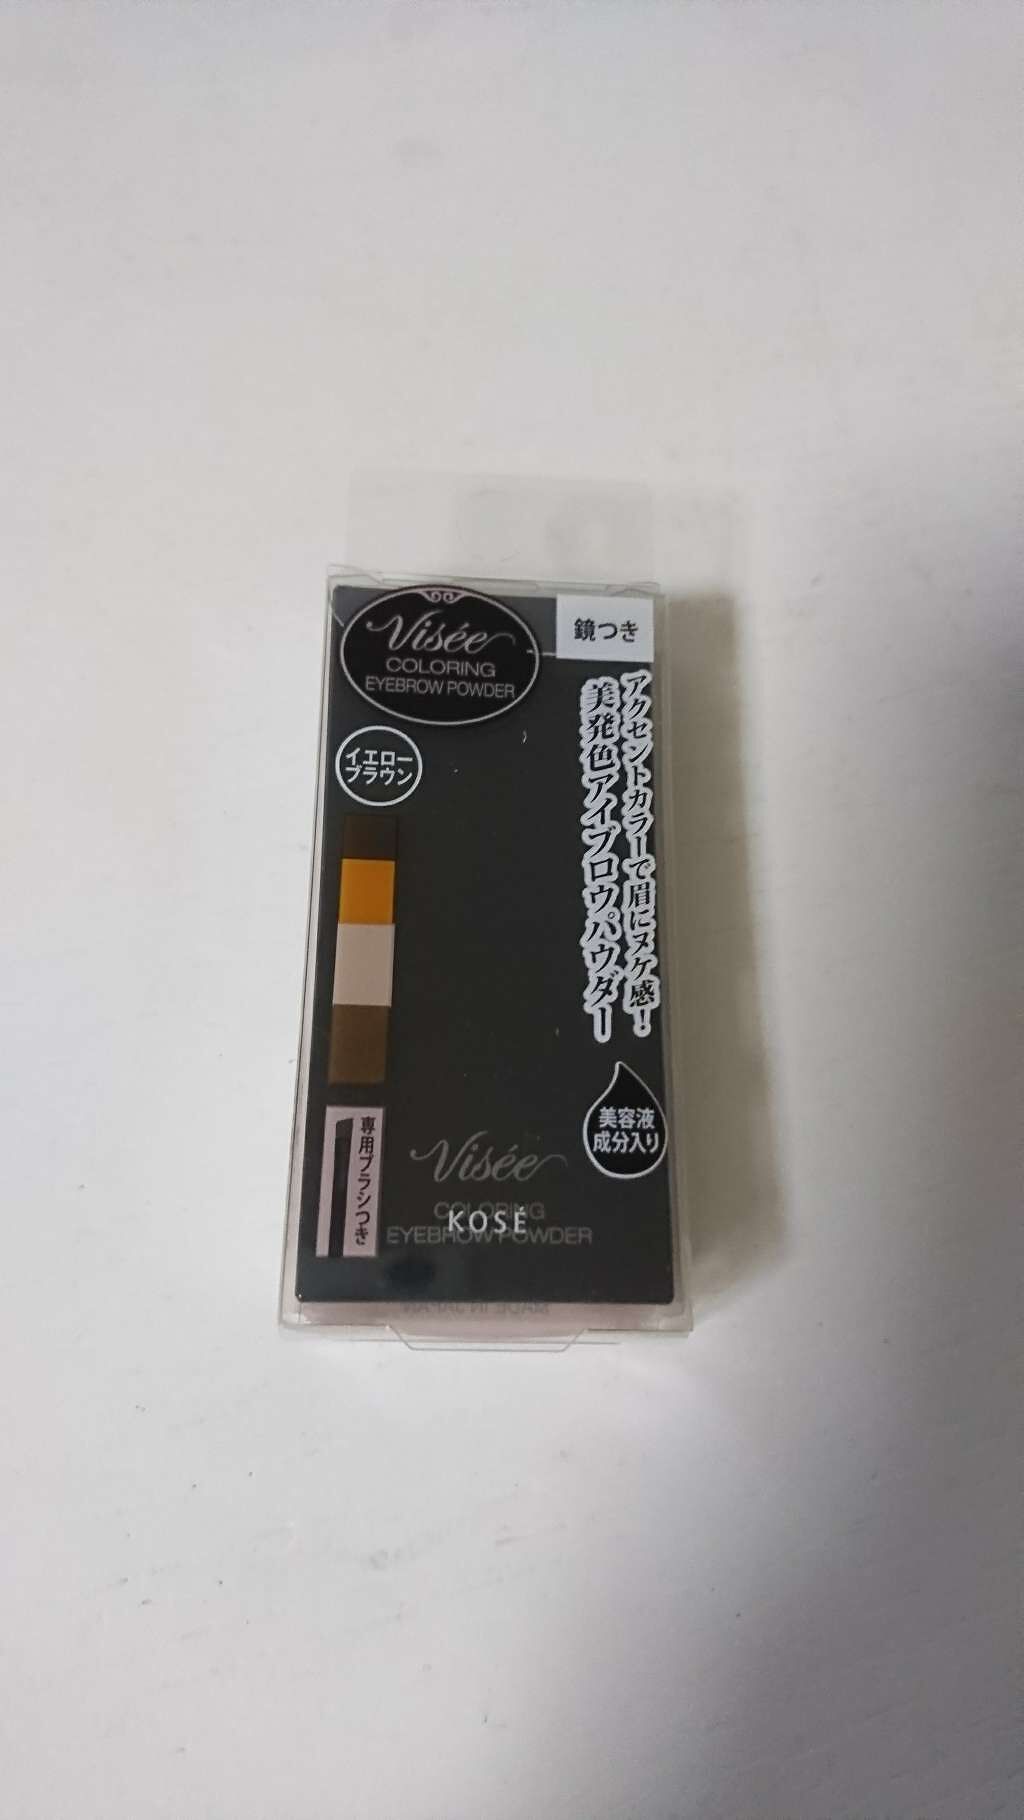 Visée
COLORING
EYEBROW POWDER
鏡つき
アクセントカラーで眉にヌケ感!
美発色アイブロウパウダー
イエロー
ブラウン
美容液
成分入り
専用ブラシつき
Visée
COLORING
EYEBROW POWDER
KOSÉ
MADE IN JAPAN